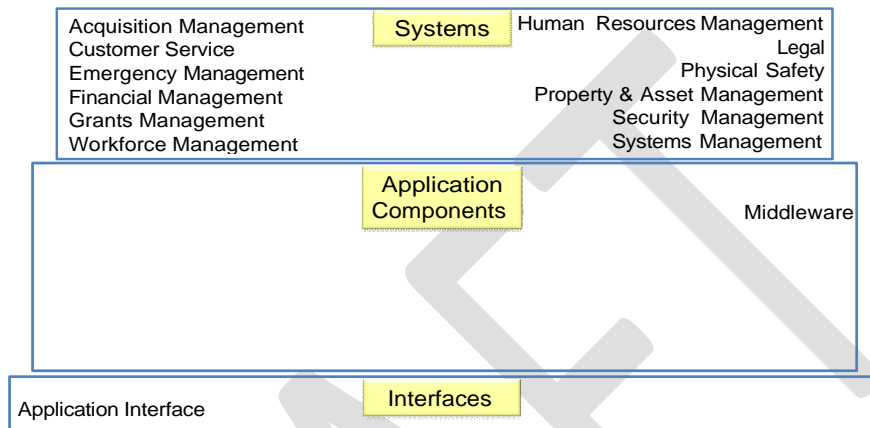 Systems
Acquisition Management
Customer Service
Emergency Management
Financial Management
Grants Management
Workforce Management
Human Resources Management
Legal
Physical Safety
Property & Asset Management
Security Management
Systems Management
Application
Components
Middleware
Interfaces
Application Interface